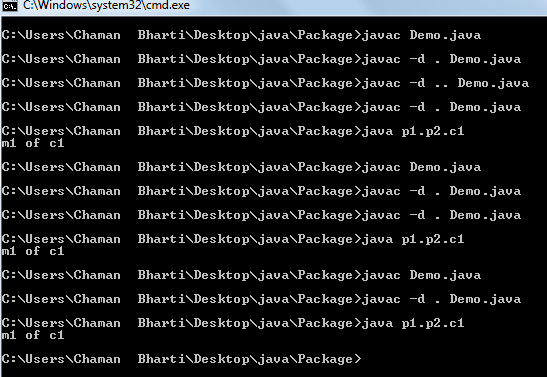 C:\Windows\system32\cmd.exe
C:\Users\Chaman  Bharti\Desktop\java\Package>javac Demo.java
C:\Users\Chaman  Bharti\Desktop\java\Package>javac -d . Demo.java
C:\Users\Chaman  Bharti\Desktop\java\Package>javac -d .. Demo.java
C:\Users\Chaman  Bharti\Desktop\java\Package>javac -d . Demo.java
C:\Users\Chaman  Bharti\Desktop\java\Package>java p1.p2.c1
m1 of c1
C:\Users\Chaman  Bharti\Desktop\java\Package>javac Demo.java
C:\Users\Chaman  Bharti\Desktop\java\Package>javac -d . Demo.java
C:\Users\Chaman  Bharti\Desktop\java\Package>javac -d . Demo.java
C:\Users\Chaman  Bharti\Desktop\java\Package>java p1.p2.c1
m1 of c1
C:\Users\Chaman  Bharti\Desktop\java\Package>javac Demo.java
C:\Users\Chaman  Bharti\Desktop\java\Package>javac -d . Demo.java
C:\Users\Chaman  Bharti\Desktop\java\Package>java p1.p2.c1
m1 of c1
C:\Users\Chaman  Bharti\Desktop\java\Package>